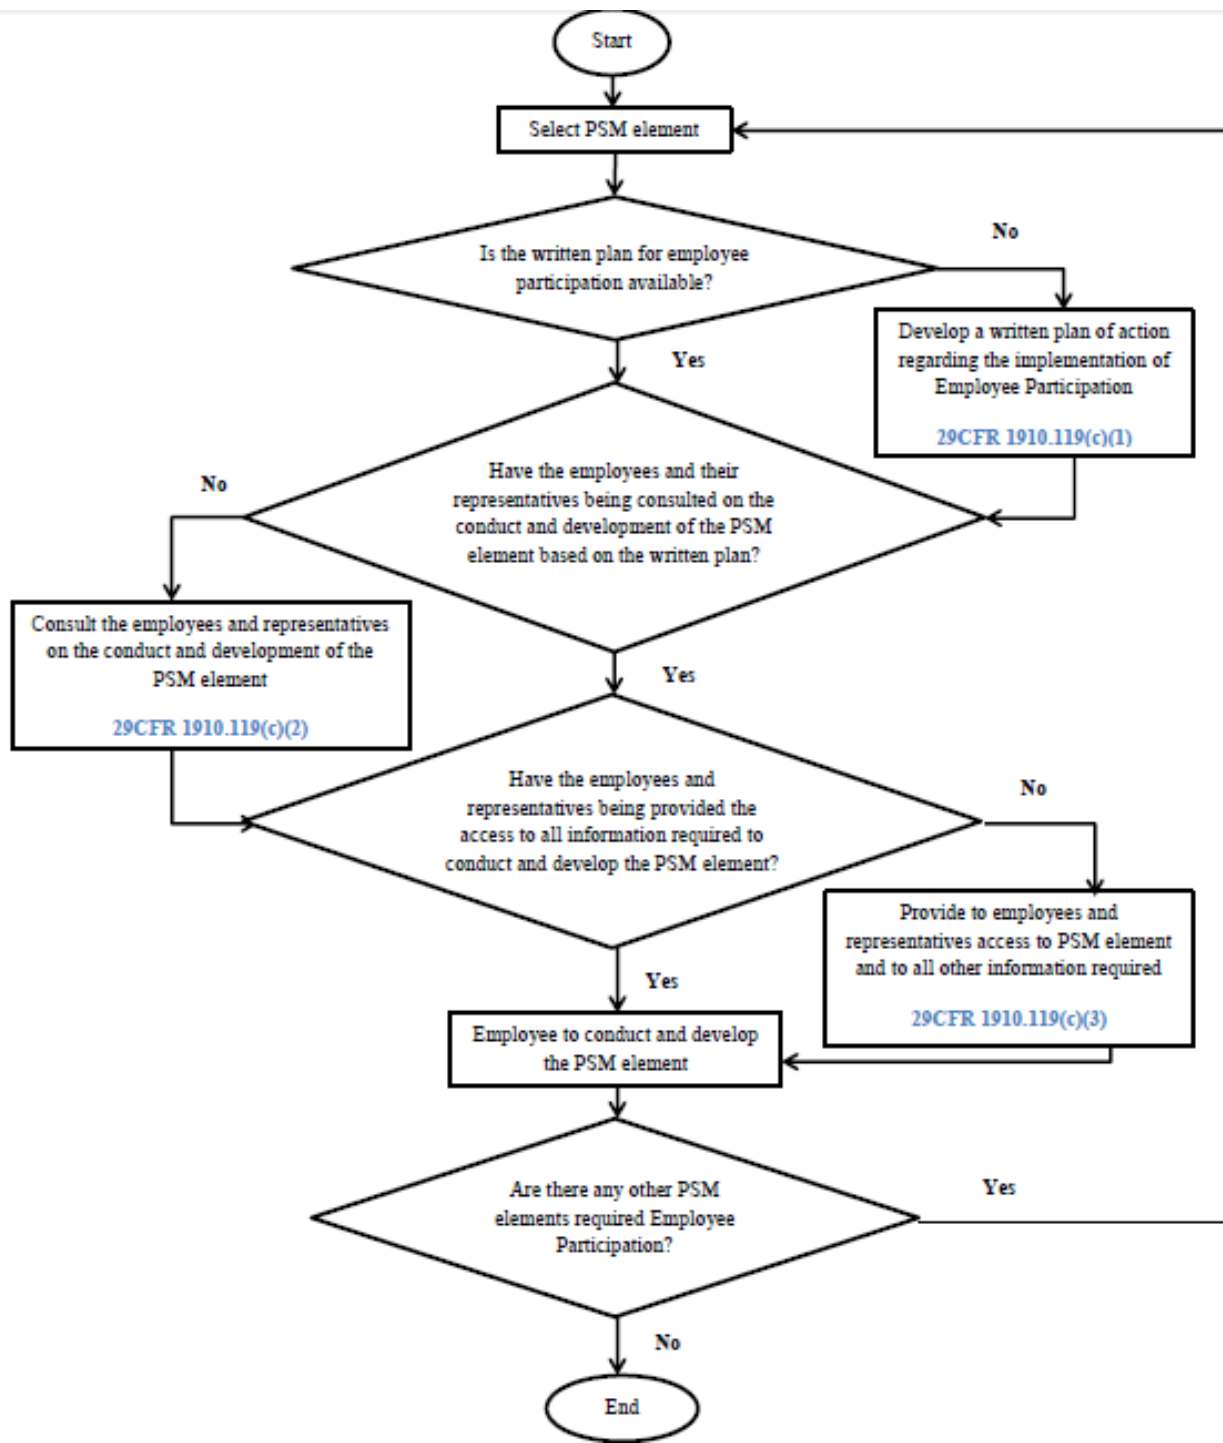 Start
Select PSM element
Is the written plan for employee
participation available?
No
Yes
Develop a written plan of action
regarding the implementation of
Employee Participation
29CFR 1910.119(c)(1)
Have the employees and their
representatives being consulted on the
conduct and development of the PSM
element based on the written plan?
No
Yes
Consult the employees and representatives
on the conduct and development of the
PSM element
29CFR 1910.119(c)(2)
Have the employees and
representatives being provided the
access to all information required to
conduct and develop the PSM element?
No
Yes
Provide to employees and
representatives access to PSM element
and to all other information required
29CFR 1910.119(c)(3)
Employee to conduct and develop
the PSM element
Are there any other PSM
elements required Employee
Participation?
Yes
No
End